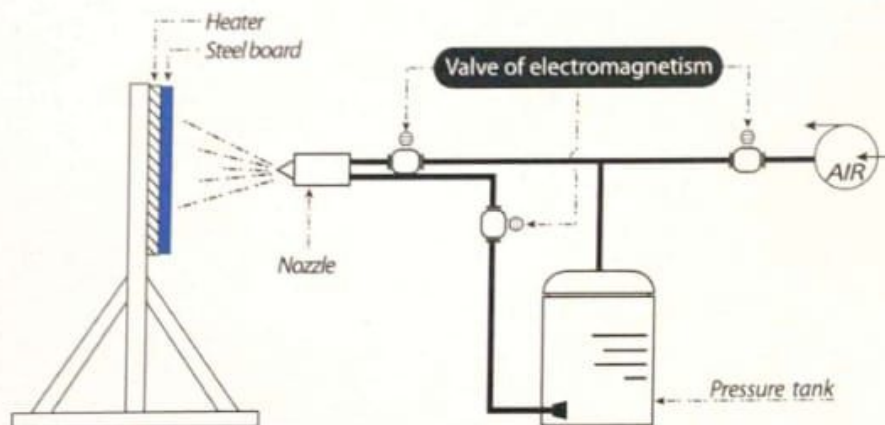 Heater
Steel board
Valve of electromagnetism
AIR
Nozzle
Pressure tank